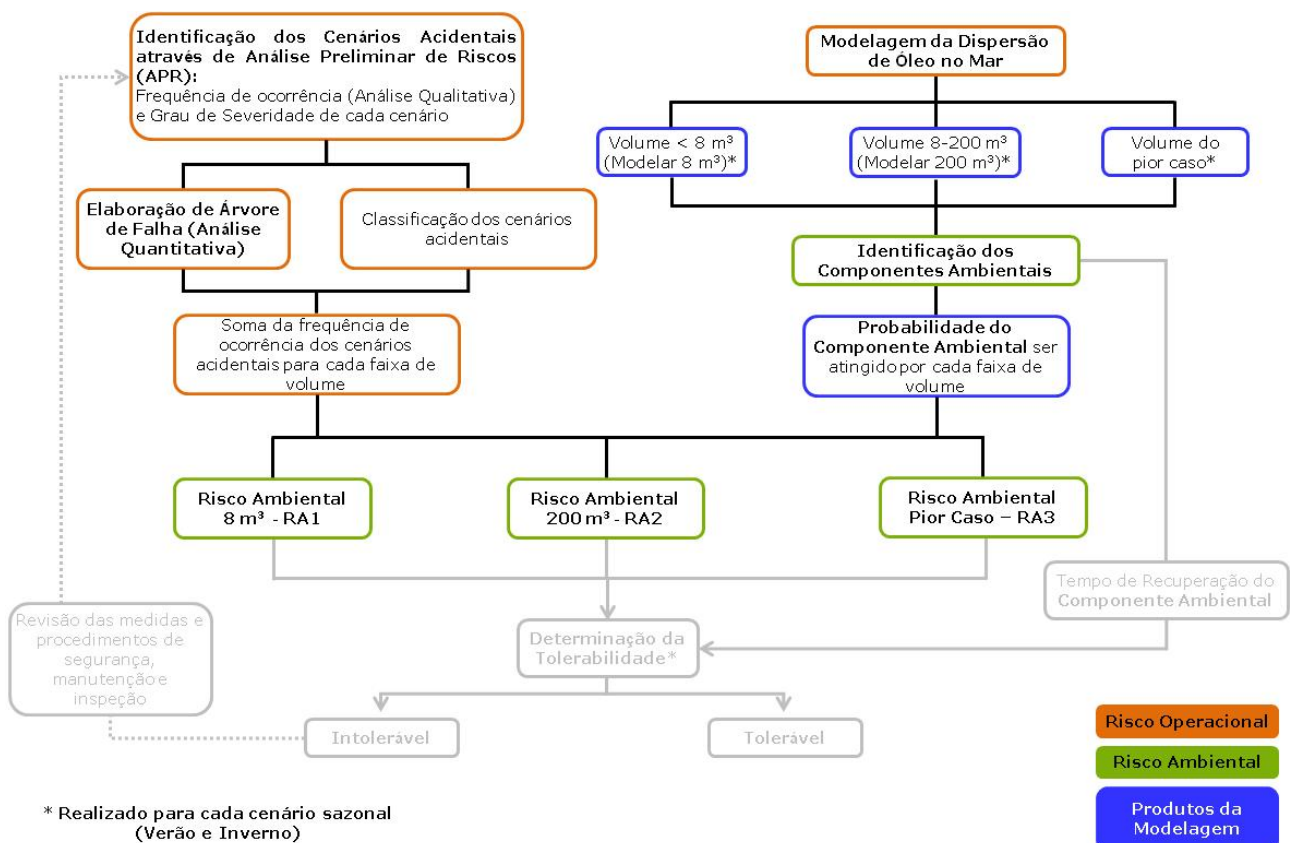 Identificação dos Cenários Acidentais
através de Análise Preliminar de Riscos
(APR):
Frequência de ocorrência (Análise Qualitativa)
e Grau de Severidade de cada cenário
Modelagem da Dispersão
de Óleo no Mar
Volume < 8 m³
(Modelar 8 m³)*
Volume 8-200 m³
(Modelar 200 m³)*
Volume do
pior caso*
Elaboração de Árvore
de Falha (Análise
Quantitativa)
Classificação dos cenários
acidentais
Identificação dos
Componentes Ambientais
Soma da frequência de
ocorrência dos cenários
acidentais para cada faixa de
volume
Probabilidade do
Componente Ambiental ser
atingido por cada faixa de
volume
Risco Ambiental
8 m³ - RA1
Risco Ambiental
200 m³ - RA2
Risco Ambiental
Pior Caso – RA3
Tempo de Recuperação do
Componente Ambiental
Revisão das medidas e
procedimentos de
segurança,
manutenção e
inspeção
Determinação da
Tolerabilidade*
Intolerável
Tolerável
Risco Operacional
Risco Ambiental
Produtos da
Modelagem
* Realizado para cada cenário sazonal
(Verão e Inverno)